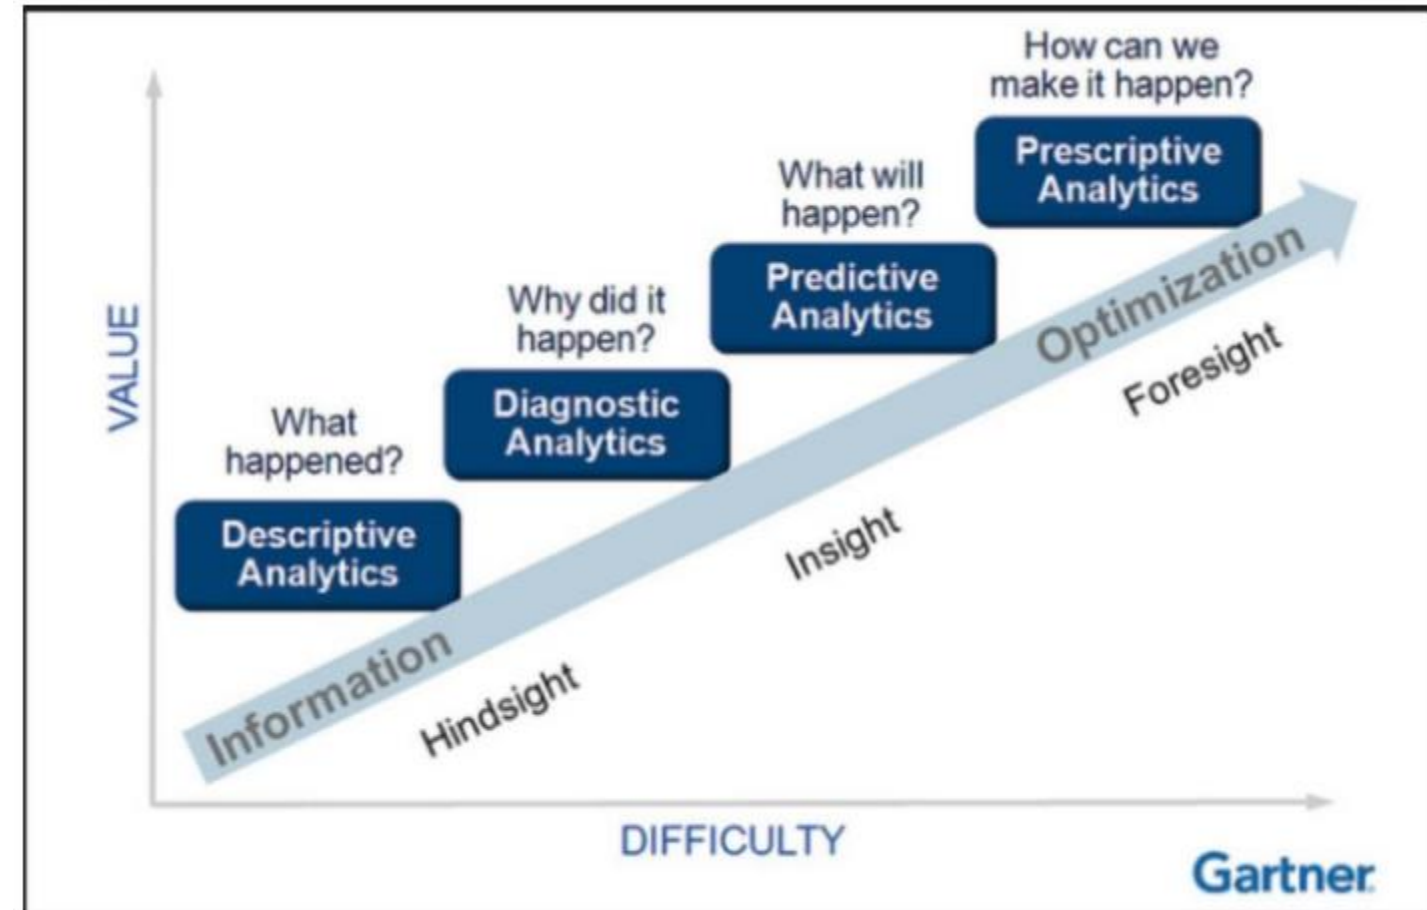 How can we
make it happen?
Prescriptive
Analytics
What will
happen?
Predictive
Analytics
Why did it
happen?
Diagnostic
Analytics
What
happened?
Descriptive
Analytics
VALUE
Information
Optimization
Hindsight
Insight
Foresight
DIFFICULTY
Gartner